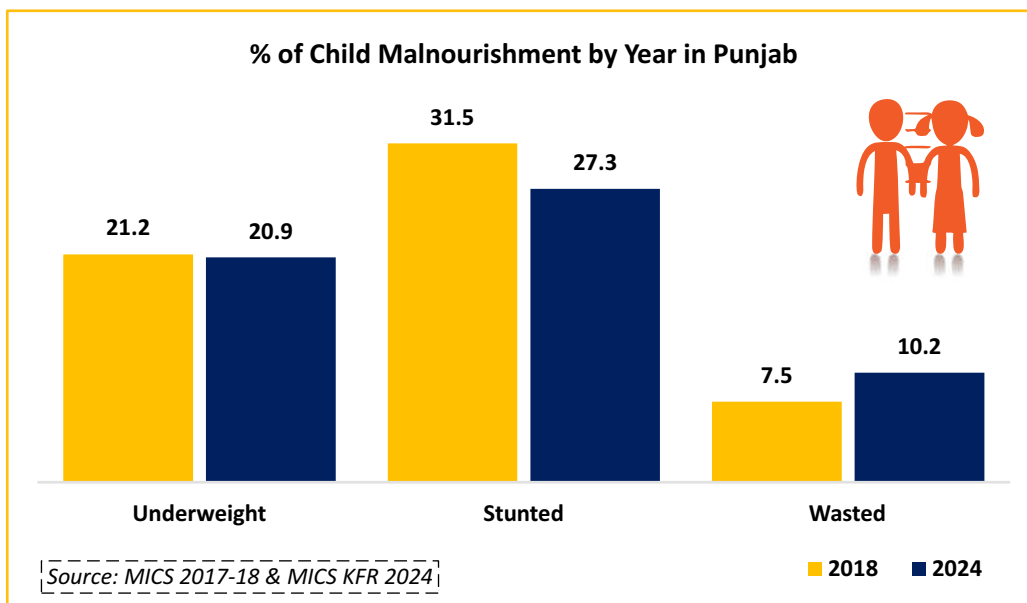 % of Child Malnourishment by Year in Punjab
31.5
27.3
21.2
20.9
10.2
7.5
Underweight Stunted Wasted
Source: MICS 2017-18 & MICS KFR 2024
2018 2024